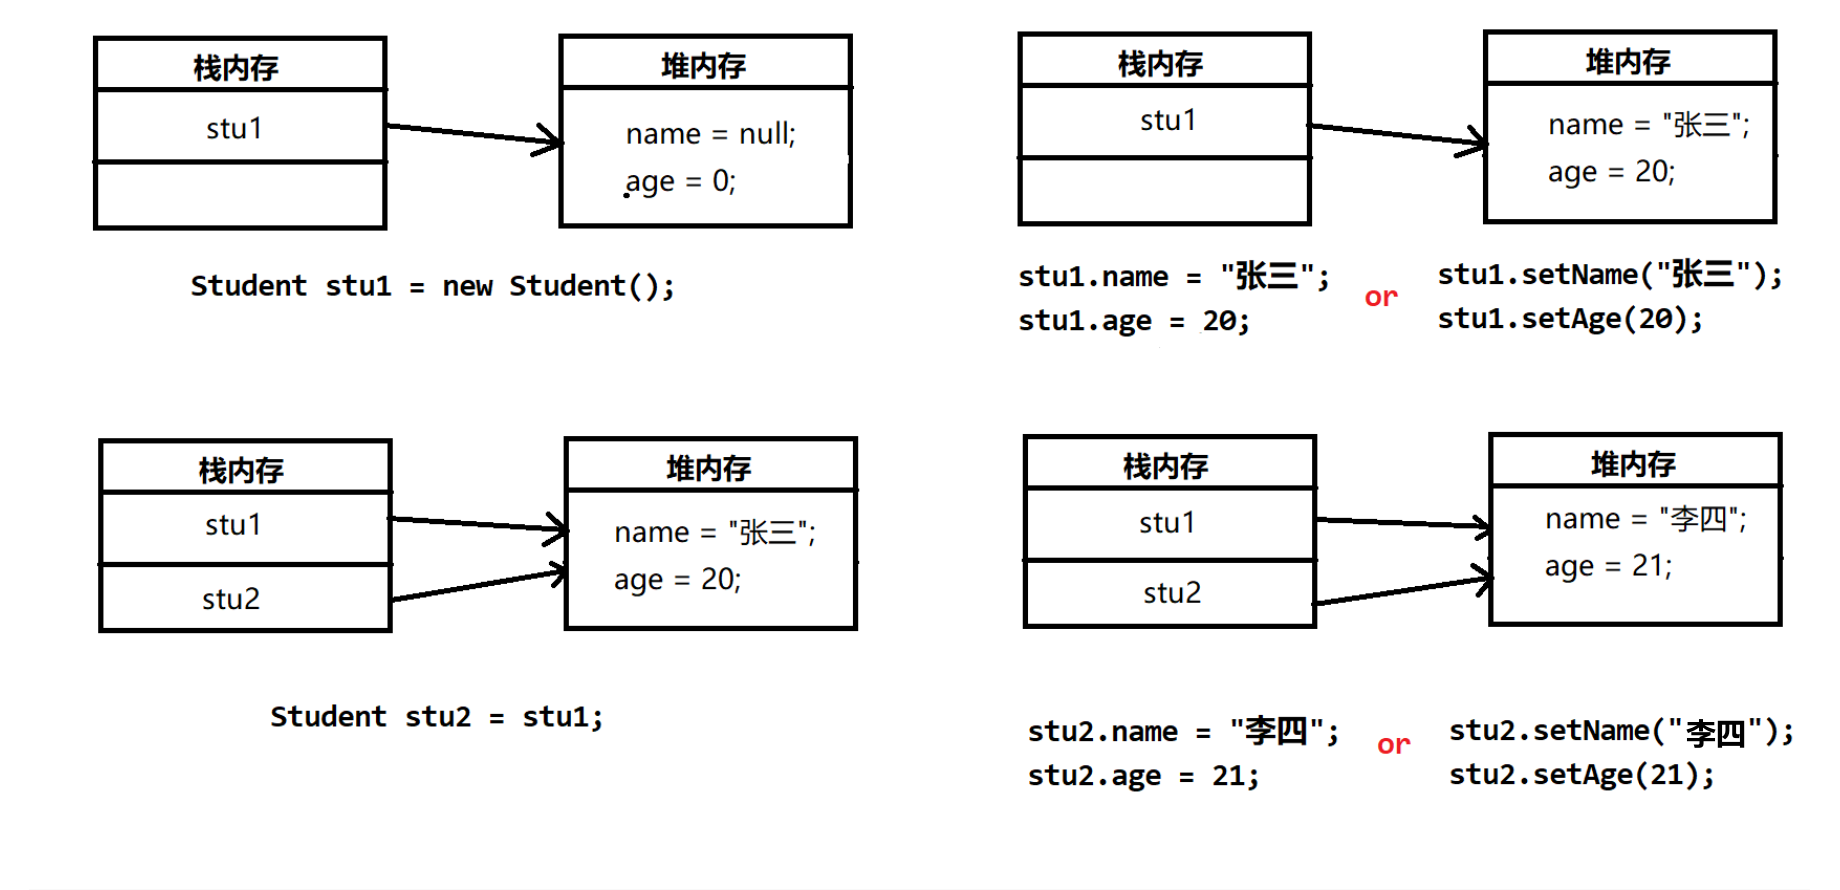 栈内存
stu1
堆内存
name = null;
age = 0;
Student stu1 = new Student();
栈内存
stu1
堆内存
name = "张三";
age = 20;
stu1.name = "张三";
stu1.age = 20;
or
stu1.setName("张三");
stu1.setAge(20);
栈内存
stu1
stu2
堆内存
name = "张三";
age = 20;
Student stu2 = stu1;
栈内存
stu1
stu2
堆内存
name = "李四";
age = 21;
stu2.name = "李四";
stu2.age = 21;
or
stu2.setName("李四");
stu2.setAge(21);